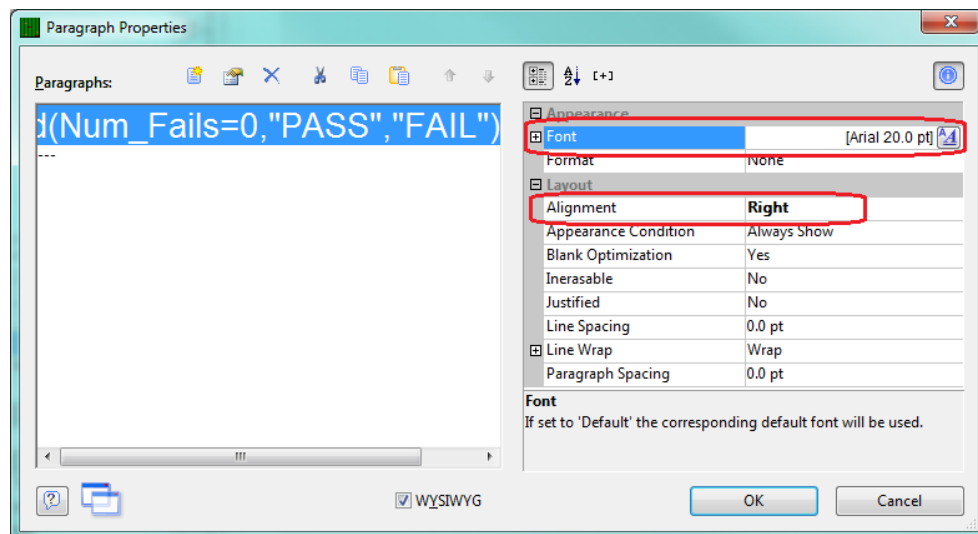 Paragraph Properties
Paragraphs:
[+]
d(Num_Fails=0,"PASS","FAIL")
---
Appearance
Font [Arial 20.0 pt]
Format None
Layout
Alignment Right
Appearance Condition Always Show
Blank Optimization Yes
Inerasable No
Justified No
Line Spacing 0.0 pt
Line Wrap Wrap
Paragraph Spacing 0.0 pt
Font
If set to 'Default' the corresponding default font will be used.
WYSIWYG
OK
Cancel